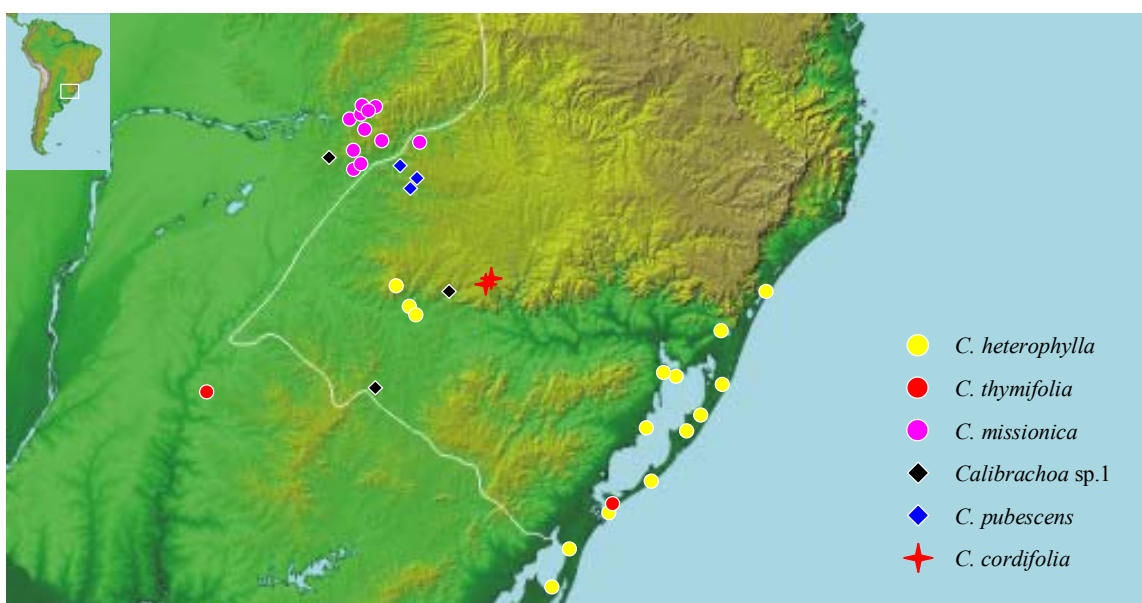 C. heterophylla
C. thymifolia
C. missionica
Calibrachoa sp.1
C. pubescens
C. cordifolia